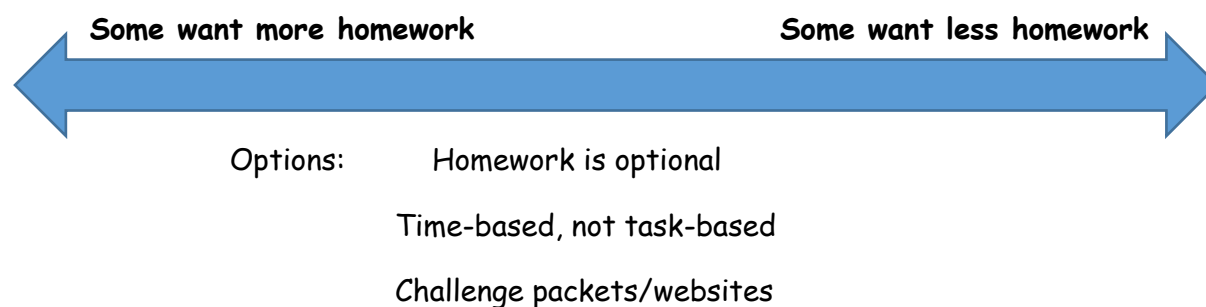 Some want more homework Some want less homework
Options: Homework is optional
Time-based, not task-based
Challenge packets/websites